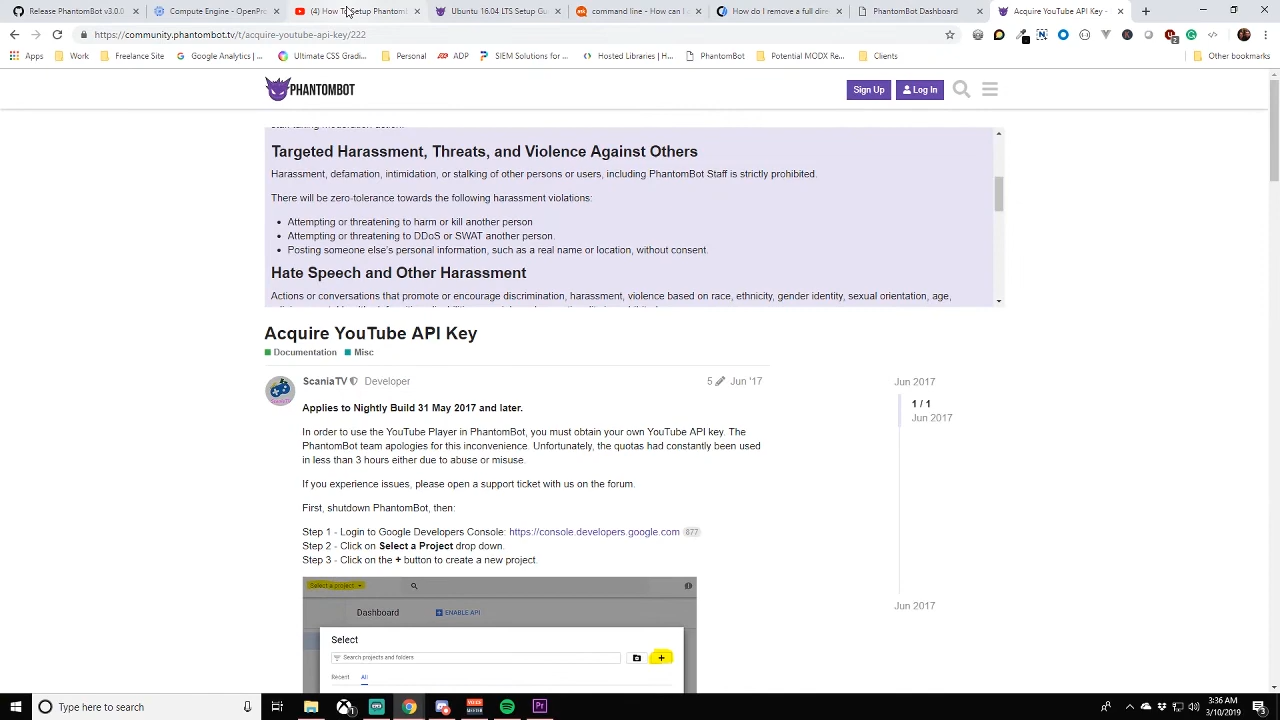 Release PhantomBot v3.0.0
Compute Engine - OpenPro
(4) How To Setup Phantom
Ubuntu 16.04 LTS Setup Gu
command line - How can I
How do I remove a full dire
PhantomBot Dashboard
Acquire YouTube API Key -
https://community.phantombot.tv/t/acquire-youtube-api-key/222
Apps
Work
Freelance Site
Google Analytics |
Ultimate CSS Gradi
Personal
ADP
SIEM Solutions for
Hosted Libraries | H
PhantomBot
Potential MODX Re
Clients
Other bookmarks
PHANTOMBOT
Sign Up
Log In
Targeted Harassment, Threats, and Violence Against Others
Harassment, defamation, intimidation, or stalking of other persons or users, including PhantomBot Staff is strictly prohibited.
There will be zero-tolerance towards the following harassment violations:
• Attempting or threatening to harm or kill another person
• Attempting or threatening to DDoS or SWAT another person.
• Posting someone else's personal information, such as a real name or location, without consent.
Hate Speech and Other Harassment
Actions or conversations that promote or encourage discrimination, harassment, violence based on race, ethnicity, gender identity, sexual orientation, age,
Acquire YouTube API Key
Documentation Misc
ScaniaTV Developer 5 Jun '17
Applies to Nightly Build 31 May 2017 and later.
In order to use the YouTube Player in PhantomBot, you must obtain your own YouTube API key. The
PhantomBot team apologies for this inconvenience. Unfortunately, the quotas had constantly been used
in less than 3 hours either due to abuse or misuse.
If you experience issues, please open a support ticket with us on the forum.
First, shutdown PhantomBot, then:
Step 1 - Login to Google Developers Console: https://console.developers.google.com 877
Step 2 - Click on Select a Project drop down.
Step 3 - Click on the + button to create a new project.
Select a project
Dashboard ENABLE API
Select
Search projects and folders
Recent All
Jun 2017
1 / 1
Jun 2017
Jun 2017
Type here to search
3:36 AM
3/10/2019